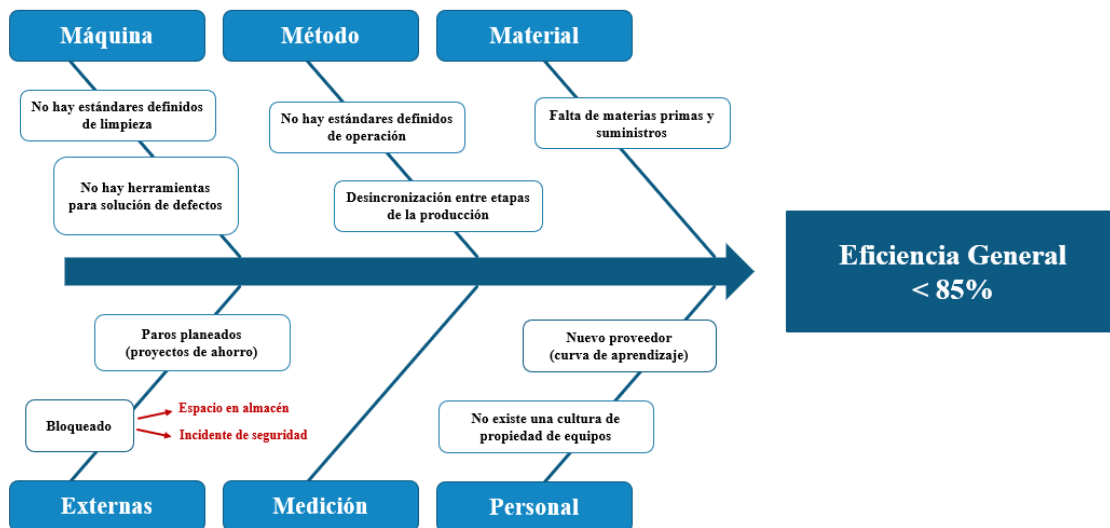 Máquina
Método
Material
No hay estándares definidos
de limpieza
No hay estándares definidos
de operación
Falta de materias primas y
suministros
No hay herramientas
para solución de defectos
Desincronización entre etapas
de la producción
Eficiencia General
< 85%
Paros planeados
(proyectos de ahorro)
Nuevo proveedor
(curva de aprendizaje)
Bloqueado
Espacio en almacén
Incidente de seguridad
No existe una cultura de
propiedad de equipos
Externas
Medición
Personal